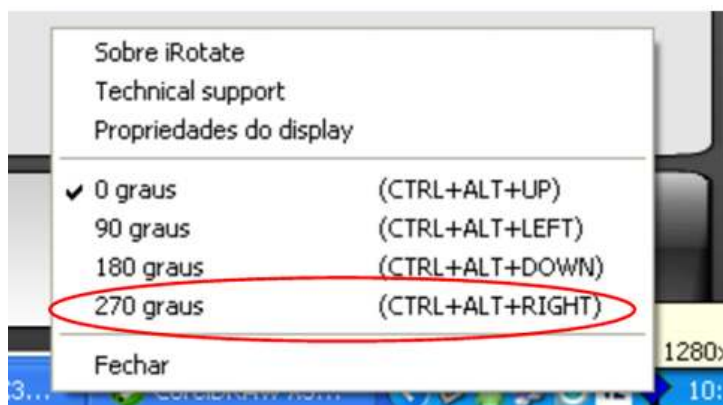 Sobre iRotate
Technical support
Propriedades do display
0 graus (CTRL+ALT+UP)
90 graus (CTRL+ALT+LEFT)
180 graus (CTRL+ALT+DOWN)
270 graus (CTRL+ALT+RIGHT)
Fechar
1280x
10: